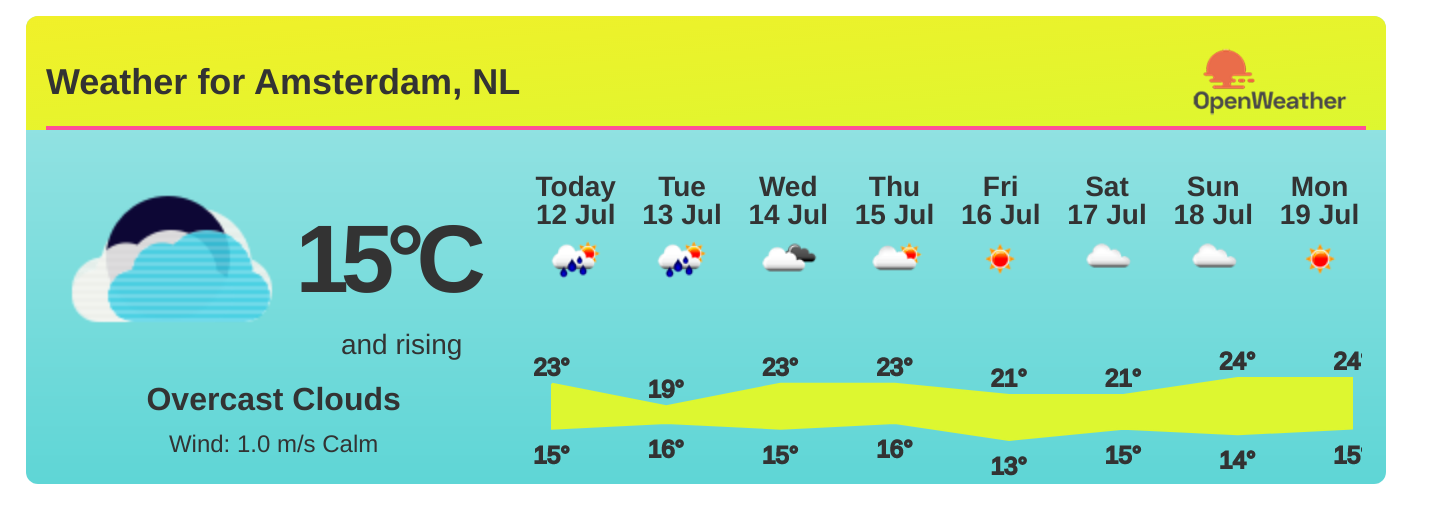 Weather for Amsterdam, NL
OpenWeather
15°C
and rising
Overcast Clouds
Wind: 1.0 m/s Calm
Today Tue Wed Thu Fri Sat Sun Mon
12 Jul 13 Jul 14 Jul 15 Jul 16 Jul 17 Jul 18 Jul 19 Jul
23° 19° 23° 23° 21° 21° 24° 24°
15° 16° 15° 16° 13° 15° 14° 15°